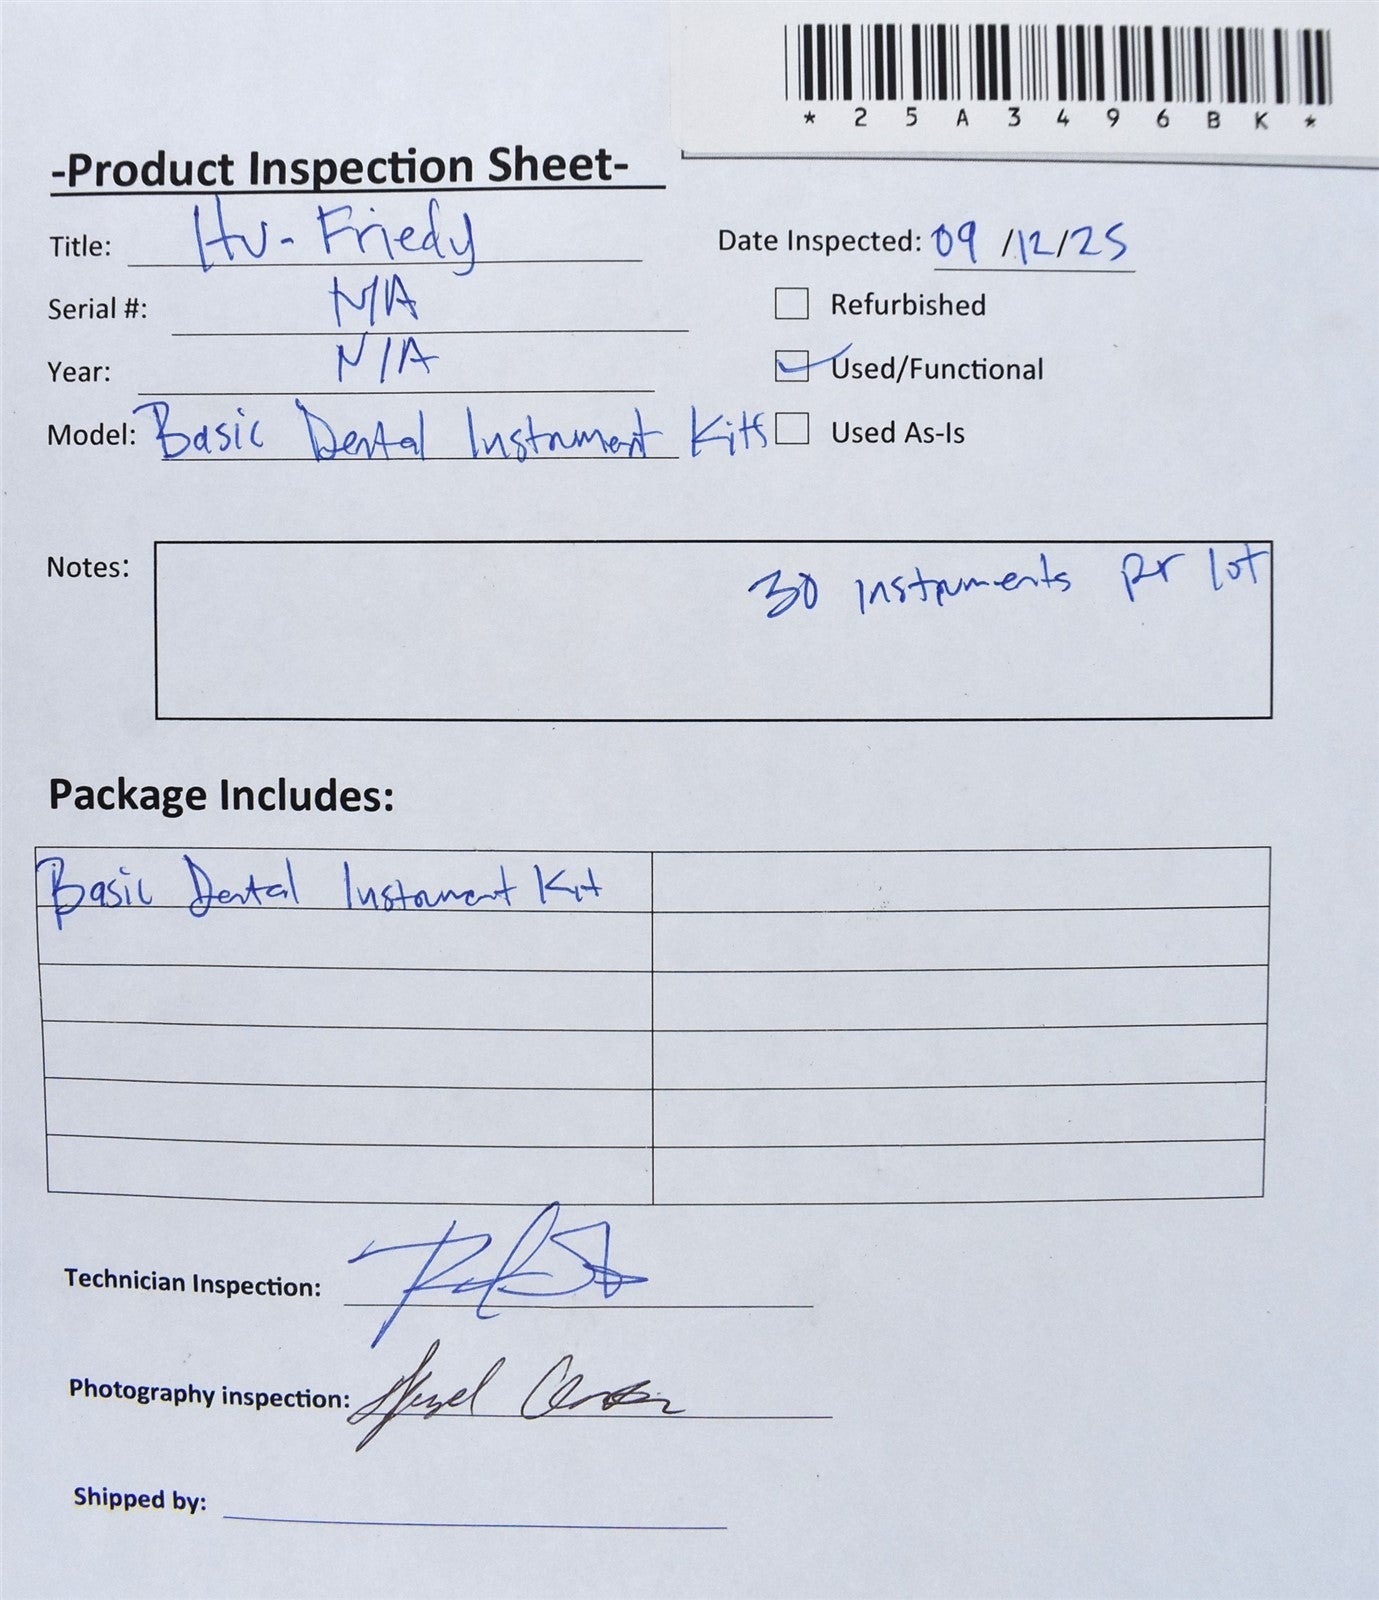 * 2 5 A 3 4 9 6 B K *
-Product Inspection Sheet-
Title: Hu-Friedy
Date Inspected: 09/12/25
Serial #: N/A
Refurbished
Year: N/A
Used/Functional
Model: Basic Dental Instrument Kits
Used As-Is
Notes: 30 instruments pr lot
Package Includes:
Basic Dental Instrument Kit
Technician Inspection:
Photography inspection:
Shipped by: